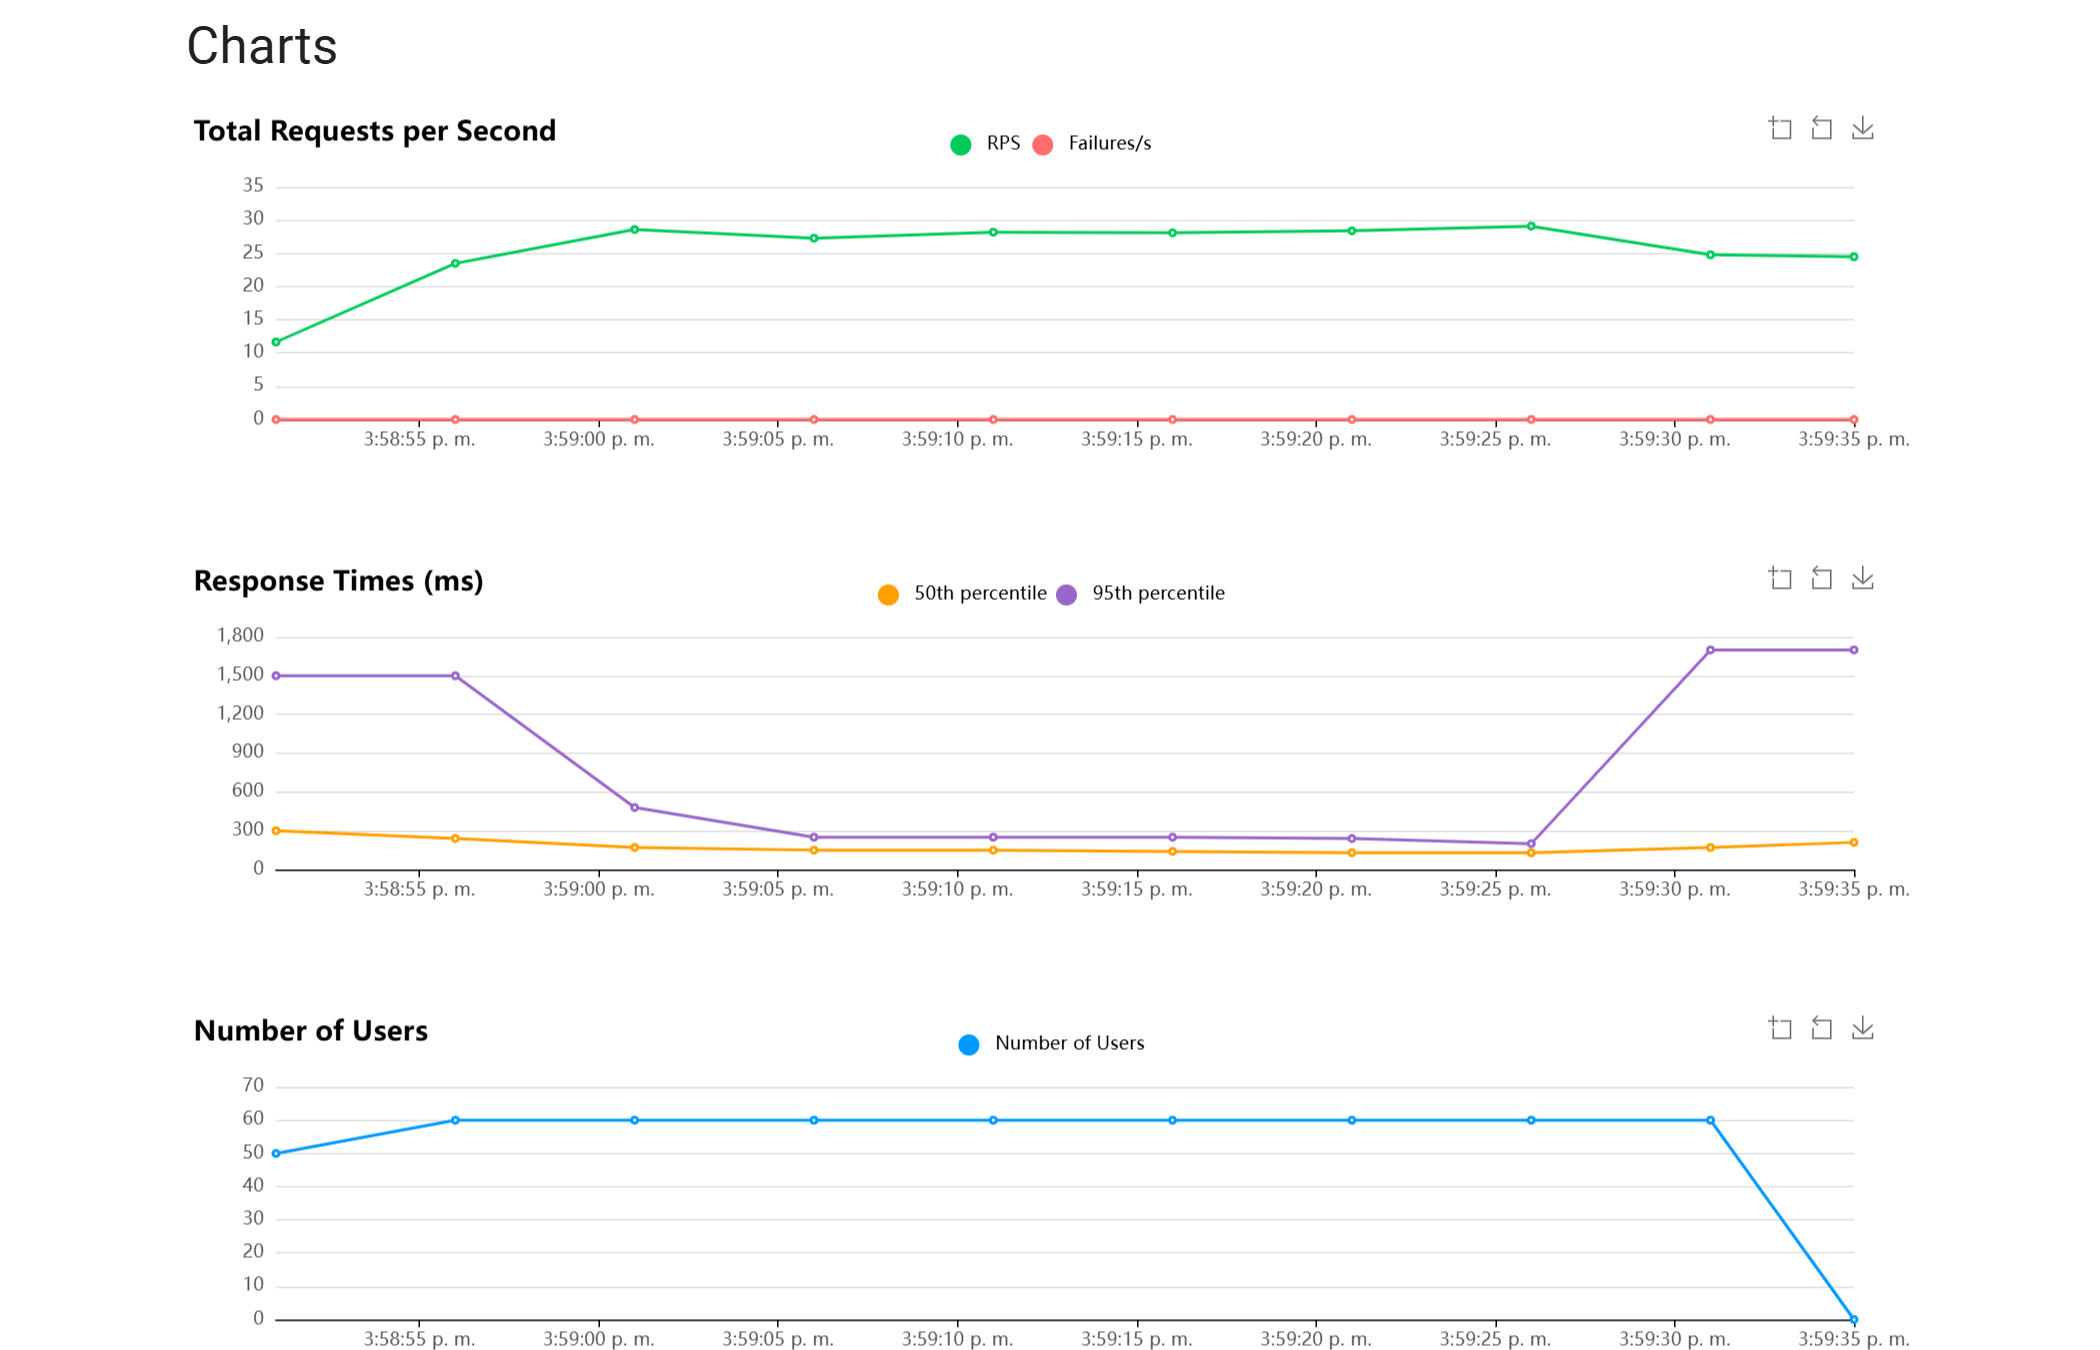 Charts
Total Requests per Second
RPS Failures/s
35
30
25
20
15
10
5
0
3:58:55 p. m. 3:59:00 p. m. 3:59:05 p. m. 3:59:10 p. m. 3:59:15 p. m. 3:59:20 p. m. 3:59:25 p. m. 3:59:30 p. m. 3:59:35 p. m.
Response Times (ms)
50th percentile 95th percentile
1,800
1,500
1,200
900
600
300
0
3:58:55 p. m. 3:59:00 p. m. 3:59:05 p. m. 3:59:10 p. m. 3:59:15 p. m. 3:59:20 p. m. 3:59:25 p. m. 3:59:30 p. m. 3:59:35 p. m.
Number of Users
Number of Users
70
60
50
40
30
20
10
0
3:58:55 p. m. 3:59:00 p. m. 3:59:05 p. m. 3:59:10 p. m. 3:59:15 p. m. 3:59:20 p. m. 3:59:25 p. m. 3:59:30 p. m. 3:59:35 p. m.